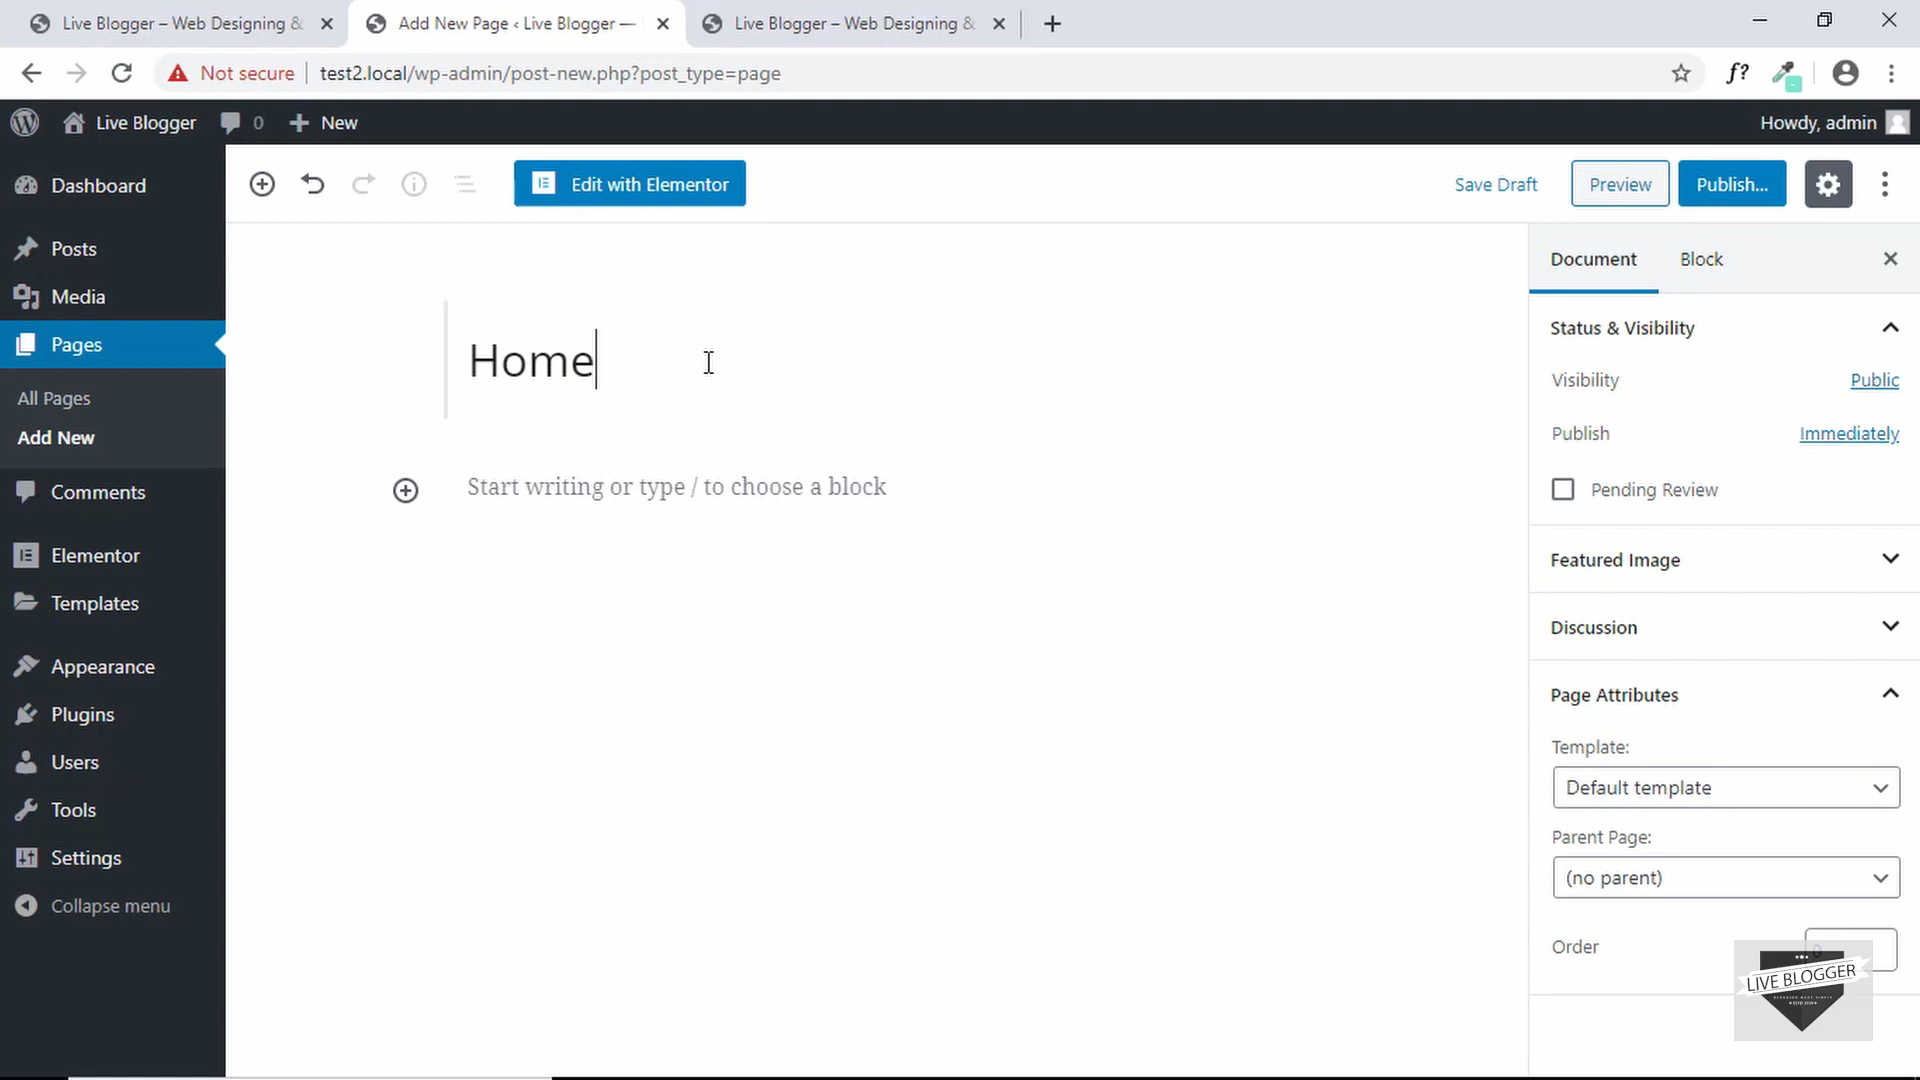 Live Blogger – Web Designing &
Add New Page ‹ Live Blogger —
Live Blogger – Web Designing &
Not secure
test2.local/wp-admin/post-new.php?post_type=page
f?
Live Blogger
0
New
Howdy, admin
Dashboard
Posts
Media
Pages
All Pages
Add New
Comments
Elementor
Templates
Appearance
Plugins
Users
Tools
Settings
Collapse menu
Edit with Elementor
Save Draft
Preview
Publish...
Home
Start writing or type / to choose a block
Document
Block
Status & Visibility
Visibility
Public
Publish
Immediately
Pending Review
Featured Image
Discussion
Page Attributes
Template:
Default template
Parent Page:
(no parent)
Order
0
LIVE BLOGGER